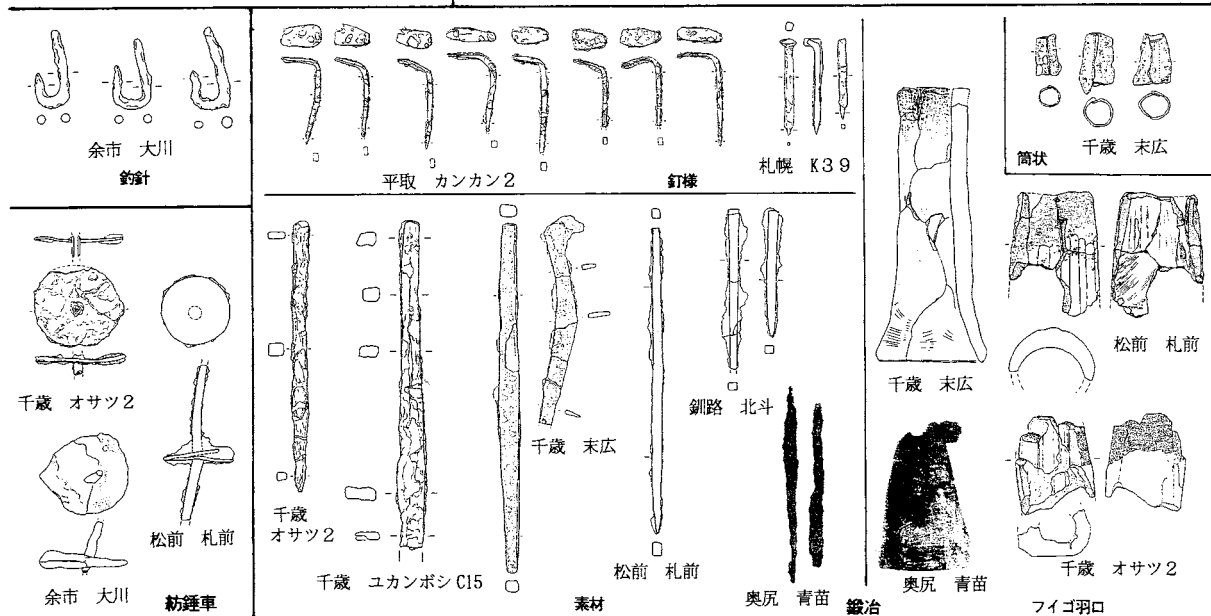 余市 大川
釣針
平取 カンカン2
釘様
札幌 K39
千歳 末広
筒状
千歳 オサツ2
松前 札前
余市 大川
紡錘車
千歳
オサツ2
千歳 ユカンボシC15
千歳 末広
松前 札前
釧路 北斗
奥尻 青苗
素材
鍛冶
千歳 末広
松前 札前
奥尻 青苗
千歳 オサツ2
フイゴ羽口